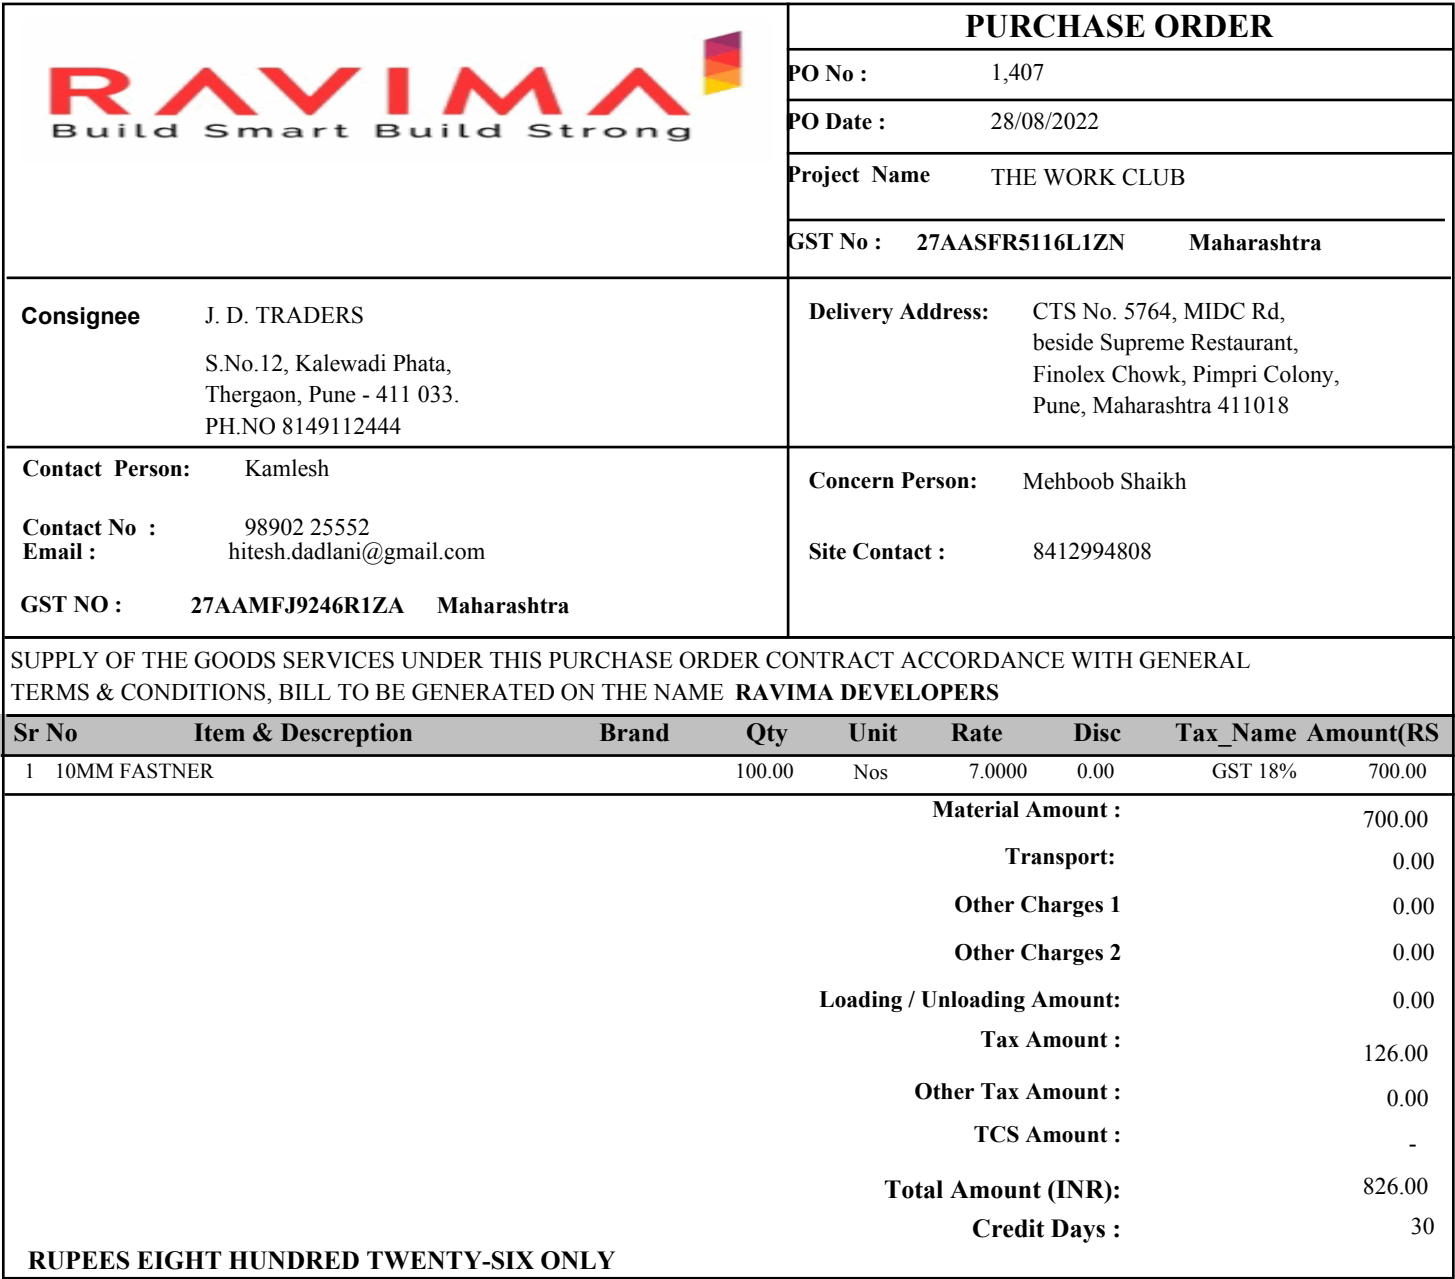 RAVIMA
Build Smart Build Strong
PURCHASE ORDER
PO No : 1,407
PO Date : 28/08/2022
Project Name THE WORK CLUB
GST No : 27AASFR5116L1ZN Maharashtra
Consignee J. D. TRADERS
S.No.12, Kalewadi Phata,
Thergaon, Pune - 411 033.
PH.NO 8149112444
Delivery Address: CTS No. 5764, MIDC Rd,
beside Supreme Restaurant,
Finolex Chowk, Pimpri Colony,
Pune, Maharashtra 411018
Contact Person: Kamlesh
Contact No : 98902 25552
Email : hitesh.dadlani@gmail.com
GST NO : 27AAMFJ9246R1ZA Maharashtra
Concern Person: Mehboob Shaikh
Site Contact : 8412994808
SUPPLY OF THE GOODS SERVICES UNDER THIS PURCHASE ORDER CONTRACT ACCORDANCE WITH GENERAL
TERMS & CONDITIONS, BILL TO BE GENERATED ON THE NAME RAVIMA DEVELOPERS
Sr No Item & Descreption Brand Qty Unit Rate Disc Tax_Name Amount(RS
1 10MM FASTNER 100.00 Nos 7.0000 0.00 GST 18% 700.00
Material Amount : 700.00
Transport: 0.00
Other Charges 1 0.00
Other Charges 2 0.00
Loading / Unloading Amount: 0.00
Tax Amount : 126.00
Other Tax Amount : 0.00
TCS Amount : -
Total Amount (INR): 826.00
Credit Days : 30
RUPEES EIGHT HUNDRED TWENTY-SIX ONLY